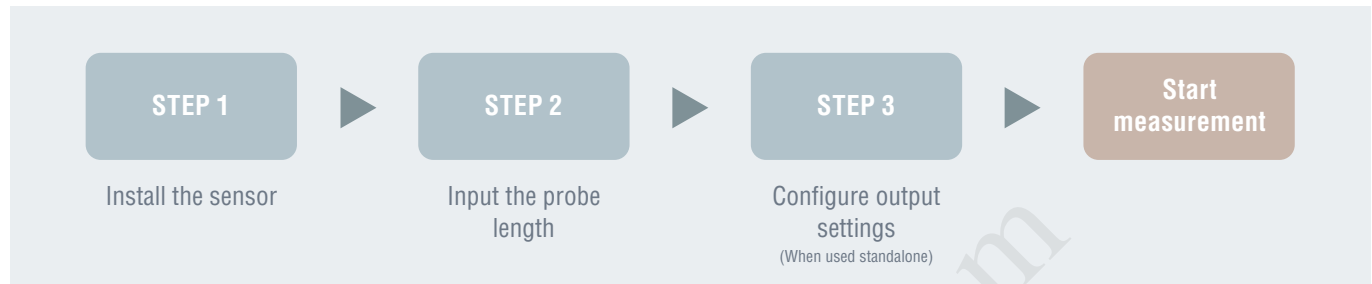 STEP 1
STEP 2
STEP 3
Start
measurement
Install the sensor
Input the probe
length
Configure output
settings
(When used standalone)
m